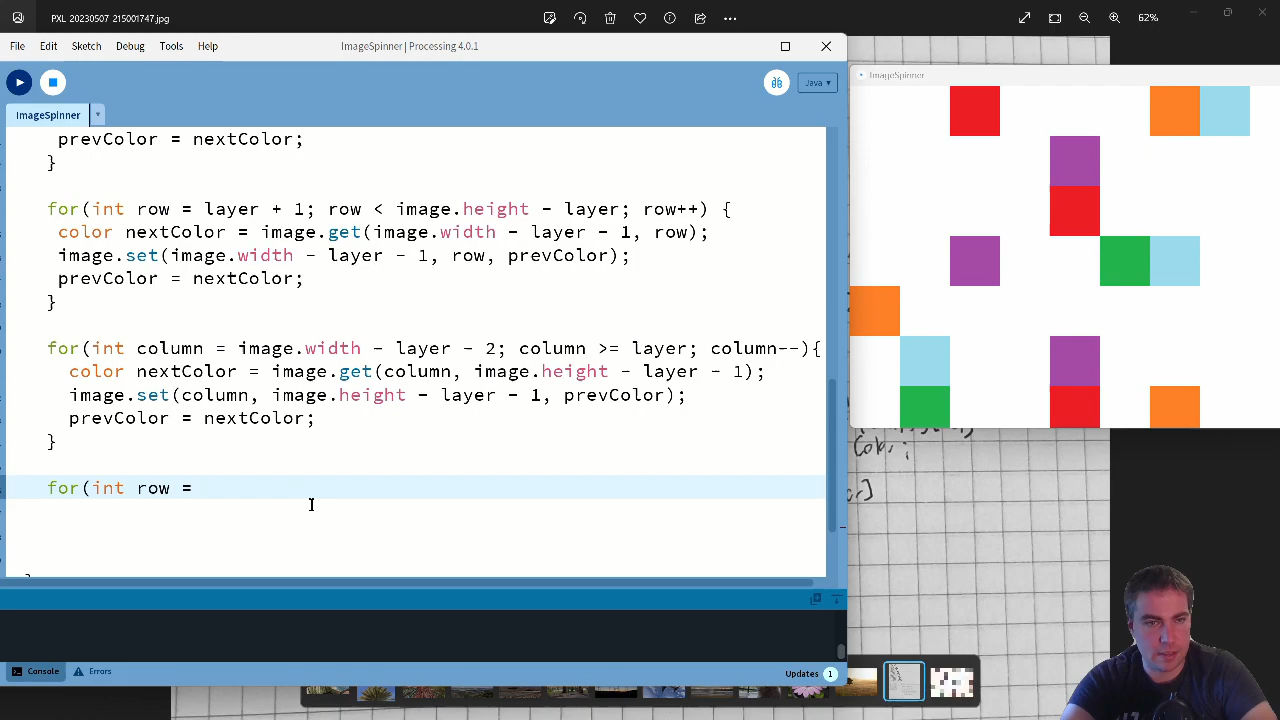 PXL 20230507 215001747.jpg
62%
File Edit Sketch Debug Tools Help
ImageSpinner | Processing 4.0.1
Java
ImageSpinner
ImageSpinner
prevColor = nextColor;
}
for(int row = layer + 1; row < image.height - layer; row++) {
color nextColor = image.get(image.width - layer - 1, row);
image.set(image.width - layer - 1, row, prevColor);
prevColor = nextColor;
}
for(int column = image.width - layer - 2; column >= layer; column--){
color nextColor = image.get(column, image.height - layer - 1);
image.set(column, image.height - layer - 1, prevColor);
prevColor = nextColor;
}
for(int row =
Console
Errors
Updates 1